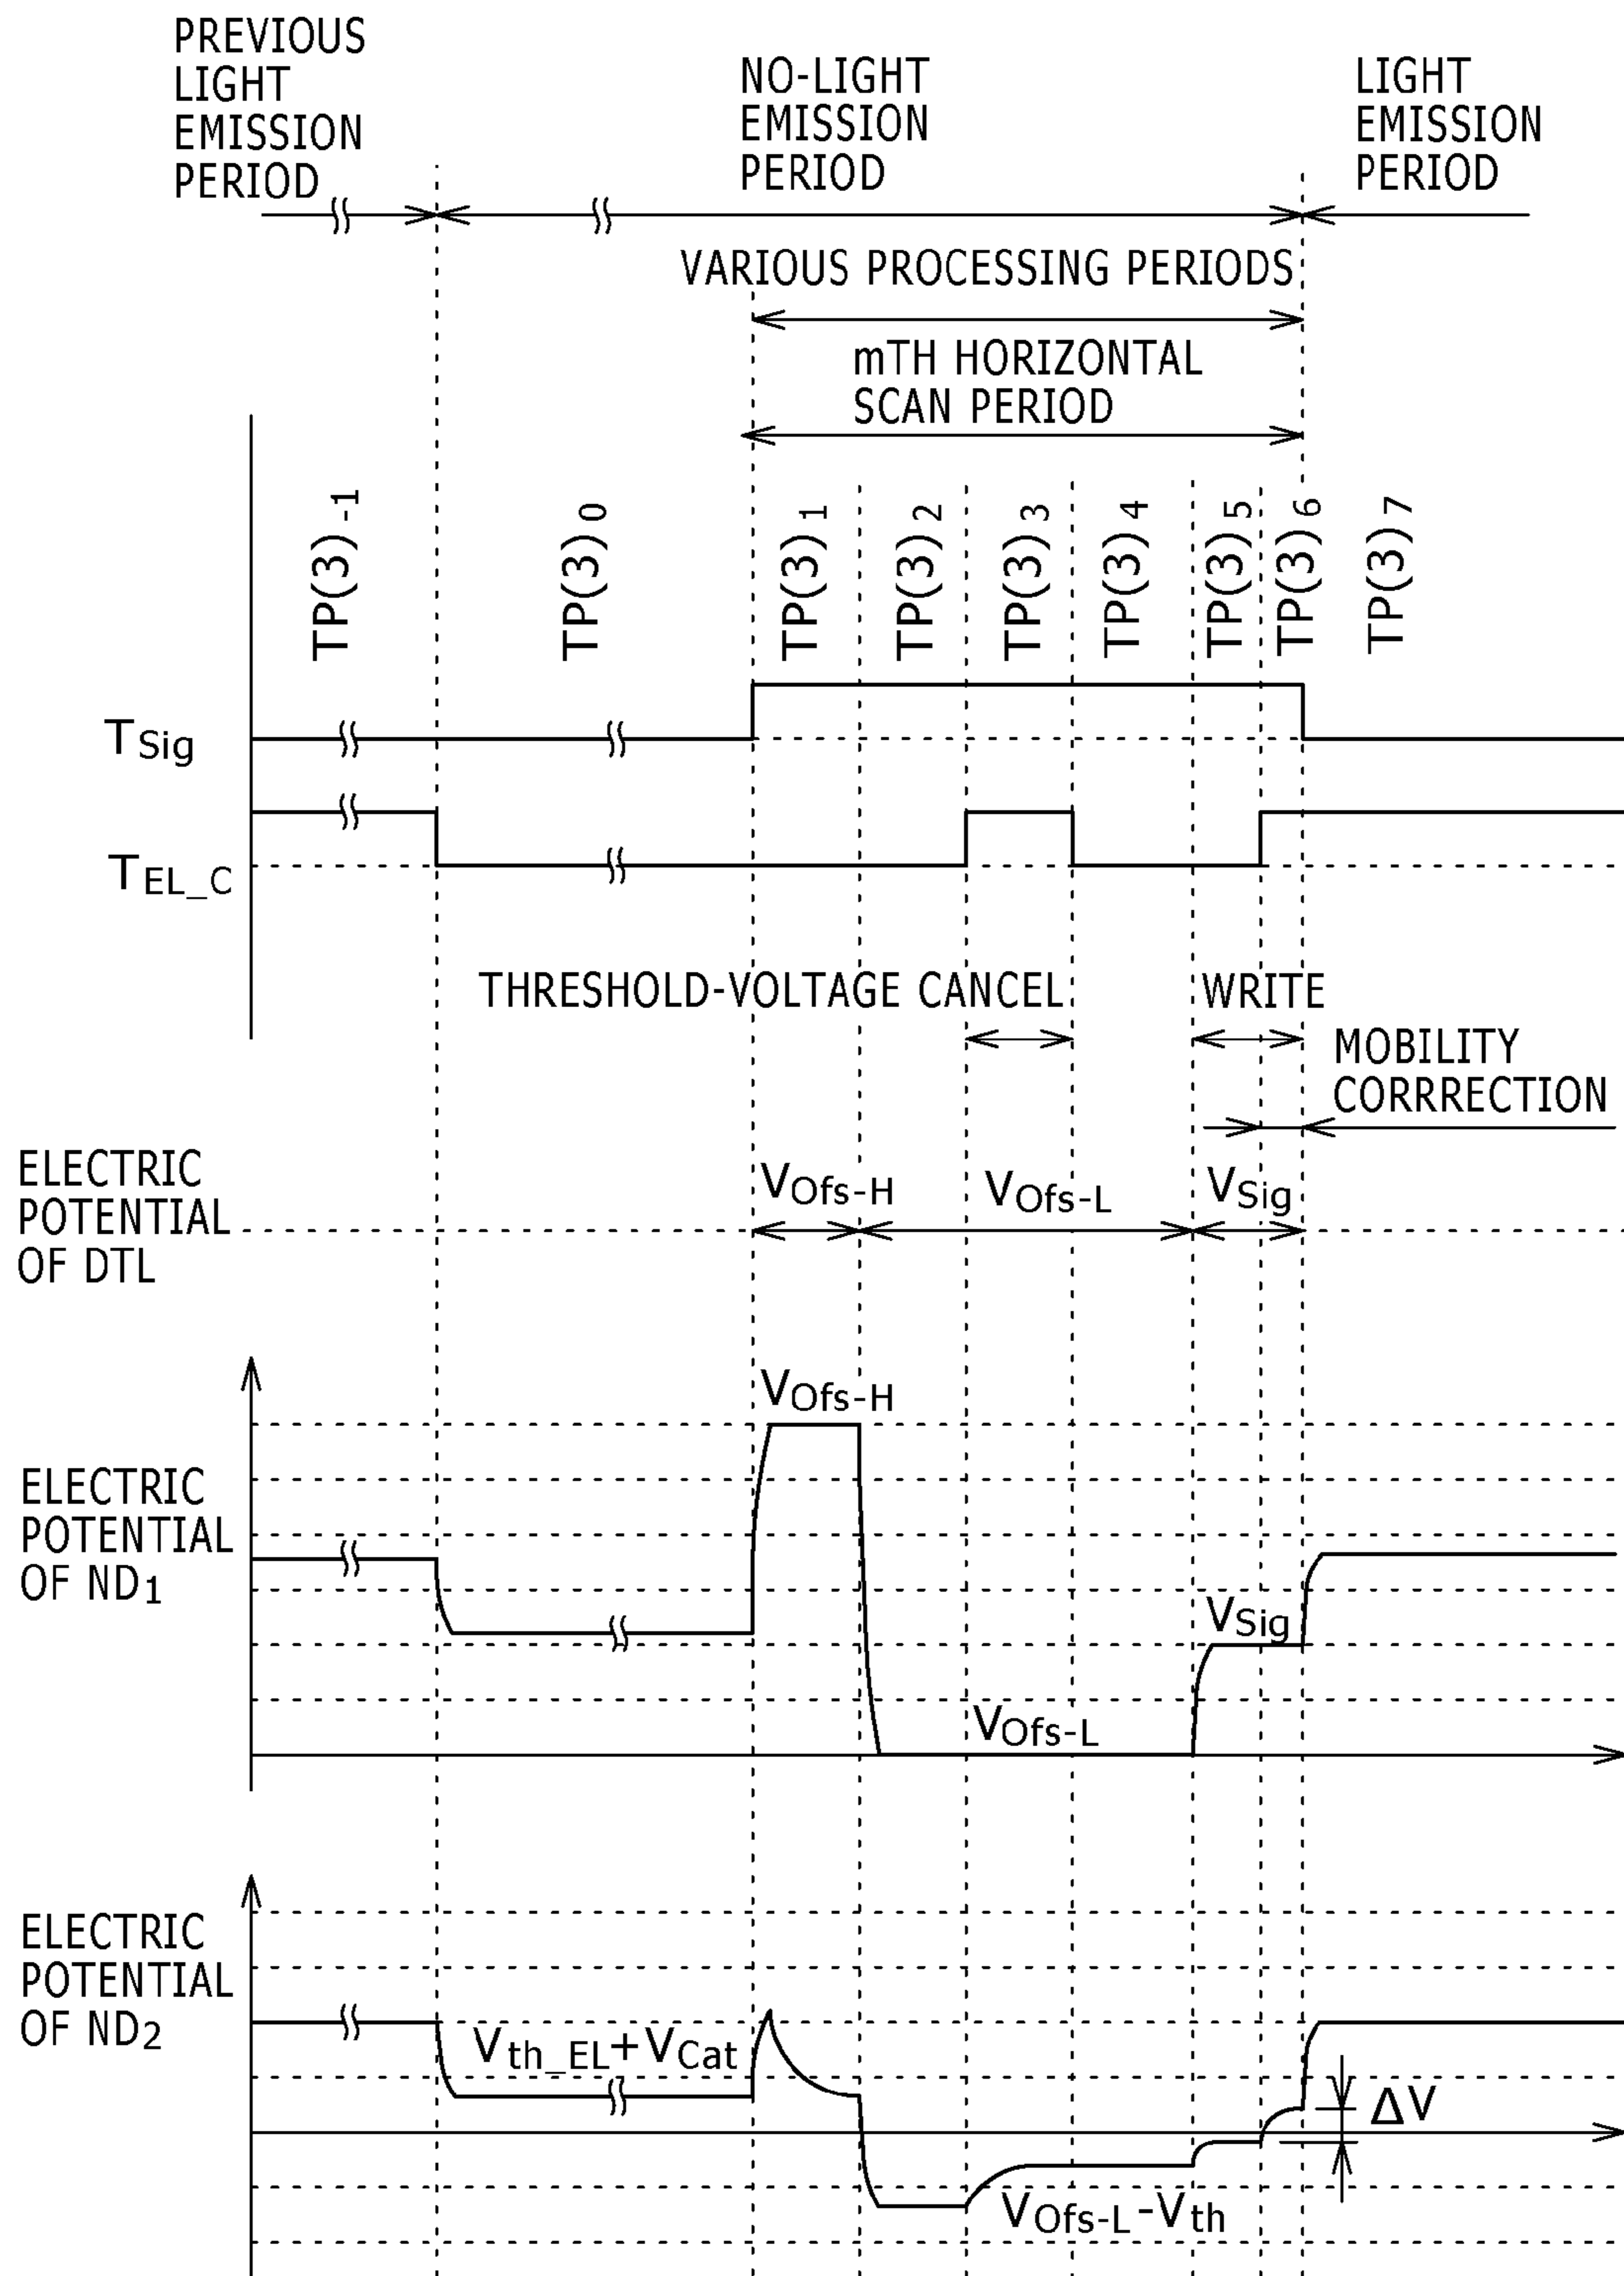 PREVIOUS
LIGHT
EMISSION
PERIOD
NO-LIGHT
EMISSION
PERIOD
LIGHT
EMISSION
PERIOD
VARIOUS PROCESSING PERIODS
mTH HORIZONTAL
SCAN PERIOD
TP(3)-1
TP(3)0
TP(3)1
TP(3)2
TP(3)3
TP(3)4
TP(3)5
TP(3)6
TP(3)7
TSig
TEL_C
THRESHOLD-VOLTAGE CANCEL
WRITE
MOBILITY
CORRRECTION
ELECTRIC
POTENTIAL
OF DTL
VOfs-H
VOfs-L
VSig
ELECTRIC
POTENTIAL
OF ND1
VOfs-H
VOfs-L
VSig
ELECTRIC
POTENTIAL
OF ND2
Vth_EL+VCat
VOfs-L-Vth
ΔV